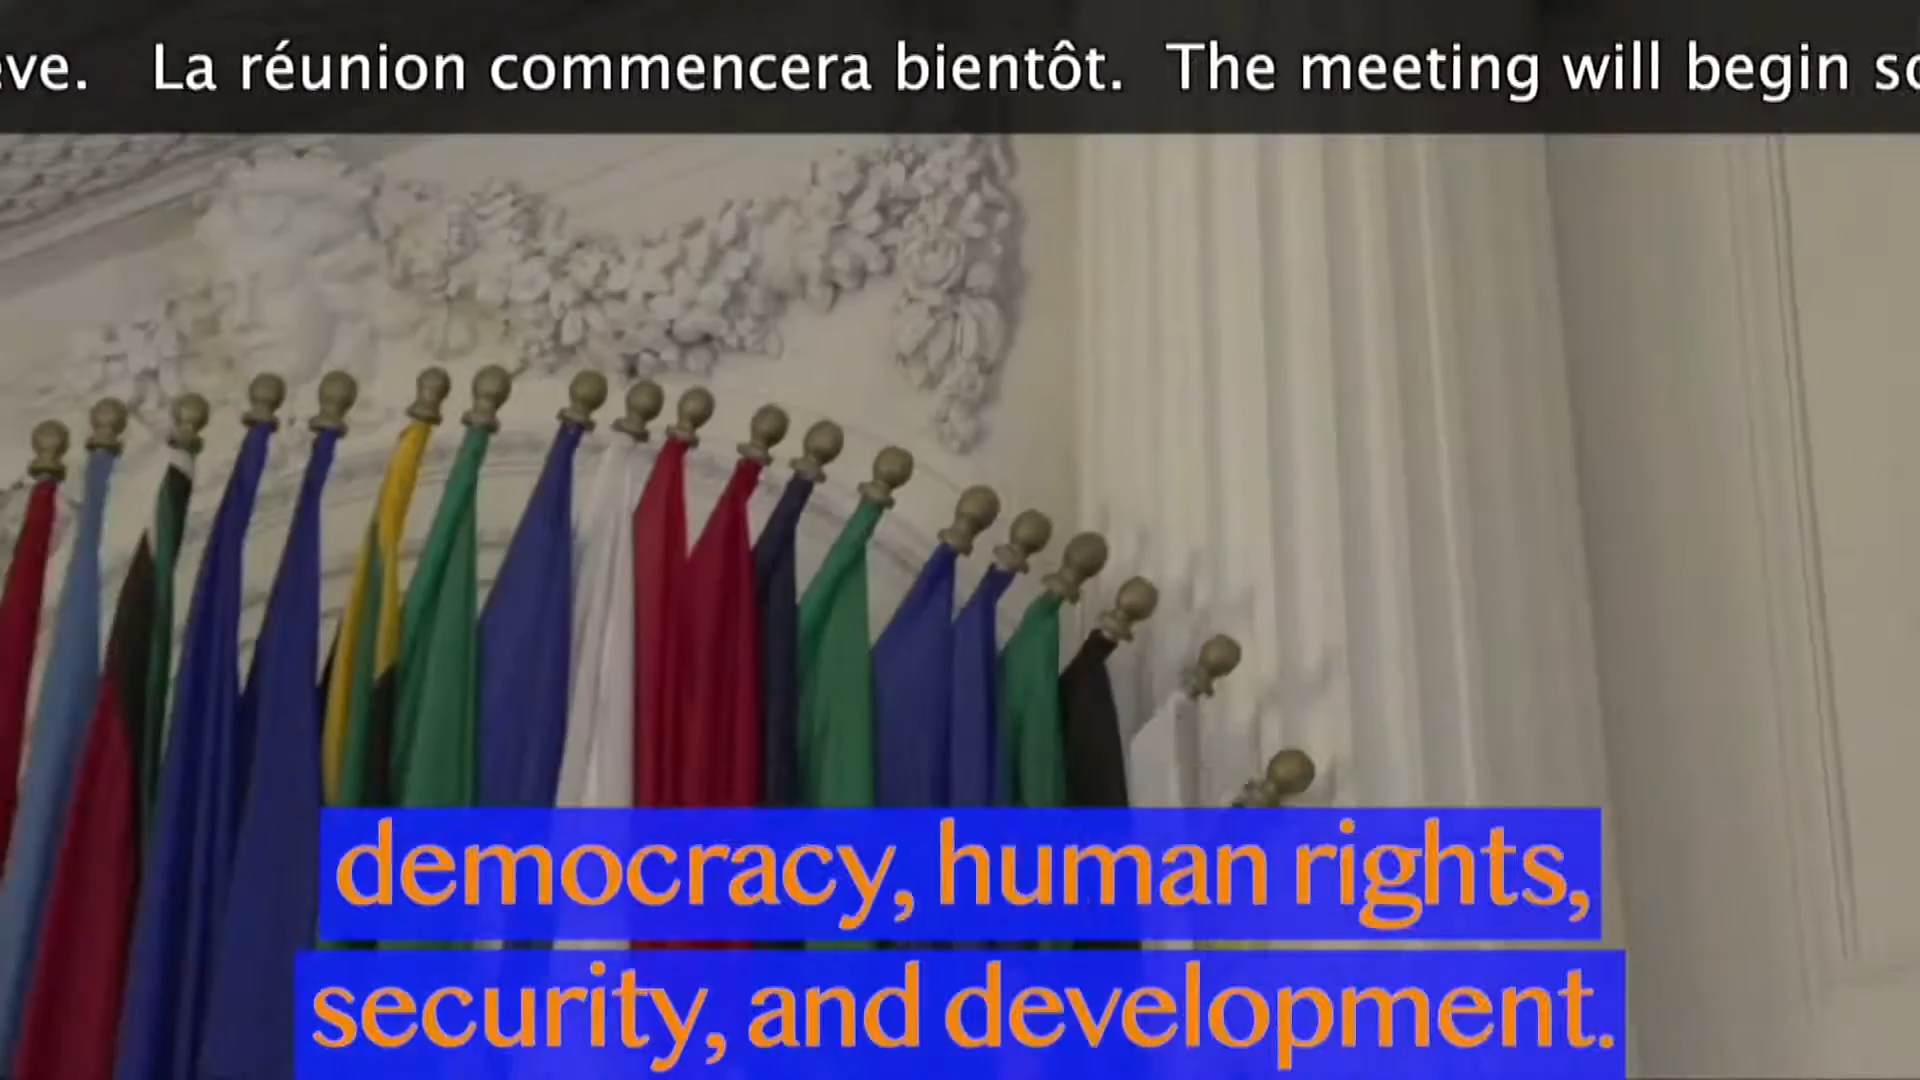 La réunion commencera bientôt. The meeting will begin
democracy, human rights,
security, and development.